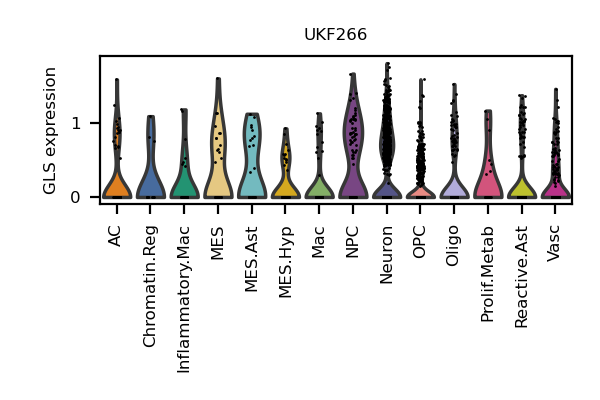 UKF266
GLS expression
1
0
AC
Chromatin.Reg
Inflammatory.Mac
MES
MES.Ast
MES.Hyp
Mac
NPC
Neuron
OPC
Oligo
Prolif.Metab
Reactive.Ast
Vasc